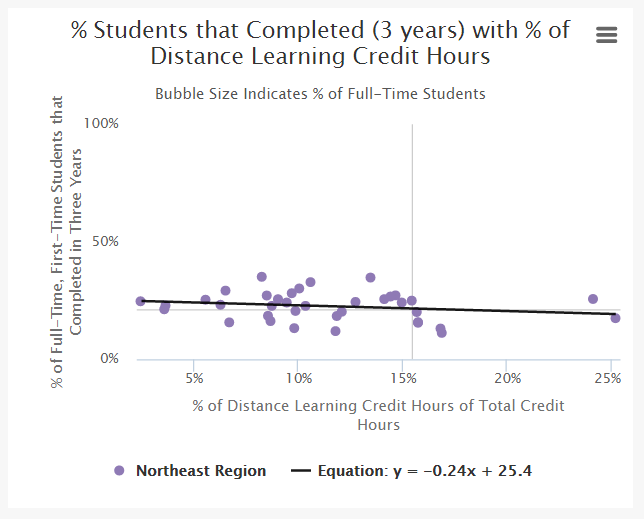 % Students that Completed (3 years) with % of
Distance Learning Credit Hours
Bubble Size Indicates % of Full-Time Students
% of Full-Time, First-Time Students that
Completed in Three Years
100%
50%
0%
5%
10%
15%
20%
25%
% of Distance Learning Credit Hours of Total Credit
Hours
Northeast Region
Equation: y = -0.24x + 25.4